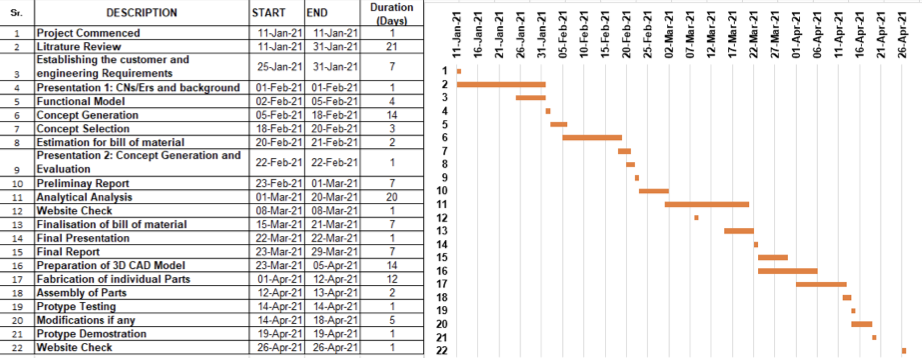 Sr. DESCRIPTION START END Duration (Days)
1 Project Commenced 11-Jan-21 11-Jan-21 1
2 Litrature Review 11-Jan-21 31-Jan-21 21
3 Establishing the customer and engineering Requirements 25-Jan-21 31-Jan-21 7
4 Presentation 1: CNs/Ers and background 01-Feb-21 01-Feb-21 1
5 Functional Model 02-Feb-21 05-Feb-21 4
6 Concept Generation 05-Feb-21 18-Feb-21 14
7 Concept Selection 18-Feb-21 20-Feb-21 3
8 Estimation for bill of material 20-Feb-21 21-Feb-21 2
9 Presentation 2: Concept Generation and Evaluation 22-Feb-21 22-Feb-21 1
10 Preliminay Report 23-Feb-21 01-Mar-21 7
11 Analytical Analysis 01-Mar-21 20-Mar-21 20
12 Website Check 08-Mar-21 08-Mar-21 1
13 Finalisation of bill of material 15-Mar-21 21-Mar-21 7
14 Final Presentation 22-Mar-21 22-Mar-21 1
15 Final Report 23-Mar-21 29-Mar-21 7
16 Preparation of 3D CAD Model 23-Mar-21 05-Apr-21 14
17 Fabrication of individual Parts 01-Apr-21 12-Apr-21 12
18 Assembly of Parts 12-Apr-21 13-Apr-21 2
19 Protype Testing 14-Apr-21 14-Apr-21 1
20 Modifications if any 14-Apr-21 18-Apr-21 5
21 Protype Demostration 19-Apr-21 19-Apr-21 1
22 Website Check 26-Apr-21 26-Apr-21 1
11-Jan-21
16-Jan-21
21-Jan-21
26-Jan-21
31-Jan-21
05-Feb-21
10-Feb-21
15-Feb-21
20-Feb-21
25-Feb-21
02-Mar-21
07-Mar-21
12-Mar-21
17-Mar-21
22-Mar-21
27-Mar-21
01-Apr-21
06-Apr-21
11-Apr-21
16-Apr-21
21-Apr-21
26-Apr-21
1
2
3
4
5
6
7
8
9
10
11
12
13
14
15
16
17
18
19
20
21
22